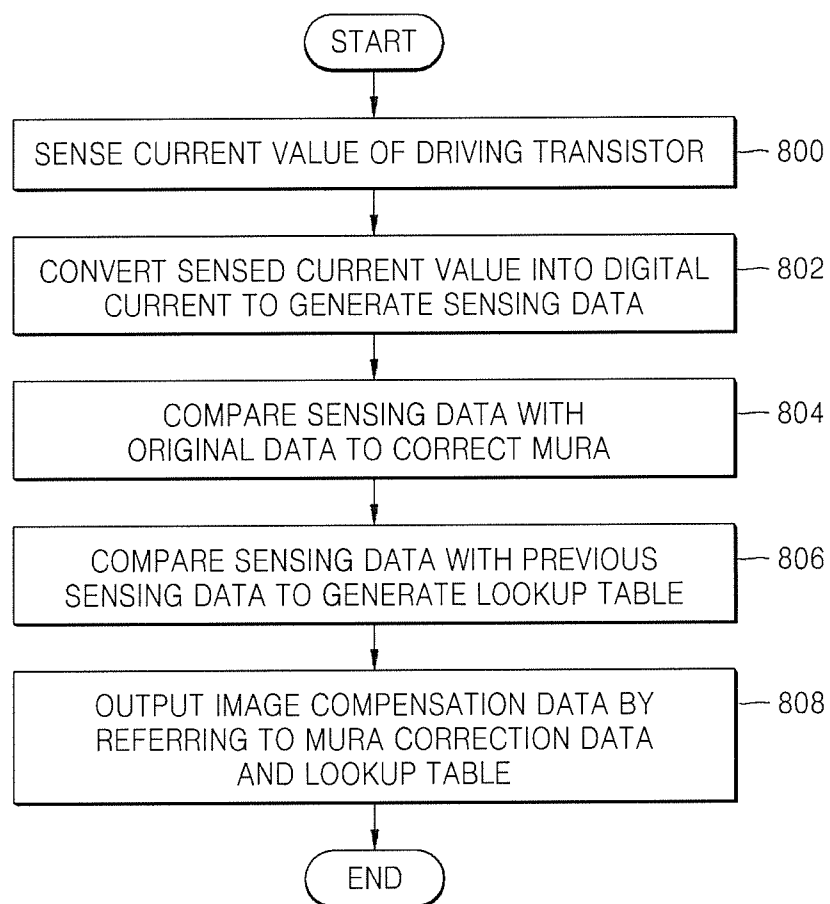 START
SENSE CURRENT VALUE OF DRIVING TRANSISTOR
800
CONVERT SENSED CURRENT VALUE INTO DIGITAL
CURRENT TO GENERATE SENSING DATA
802
COMPARE SENSING DATA WITH
ORIGINAL DATA TO CORRECT MURA
804
COMPARE SENSING DATA WITH PREVIOUS
SENSING DATA TO GENERATE LOOKUP TABLE
806
OUTPUT IMAGE COMPENSATION DATA BY
REFERRING TO MURA CORRECTION DATA
AND LOOKUP TABLE
808
END